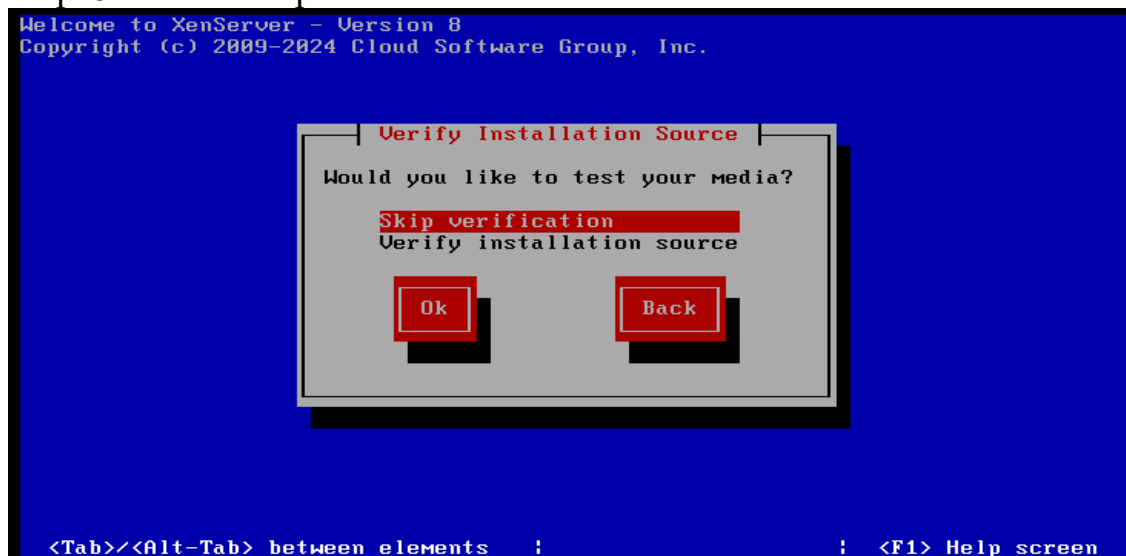 Welcome to XenServer - Version 8
Copyright (c) 2009-2024 Cloud Software Group, Inc.
Verify Installation Source
Would you like to test your media?
Skip verification
Verify installation source
Ok Back
<Tab>/<Alt-Tab> between elements | | <F1> Help screen